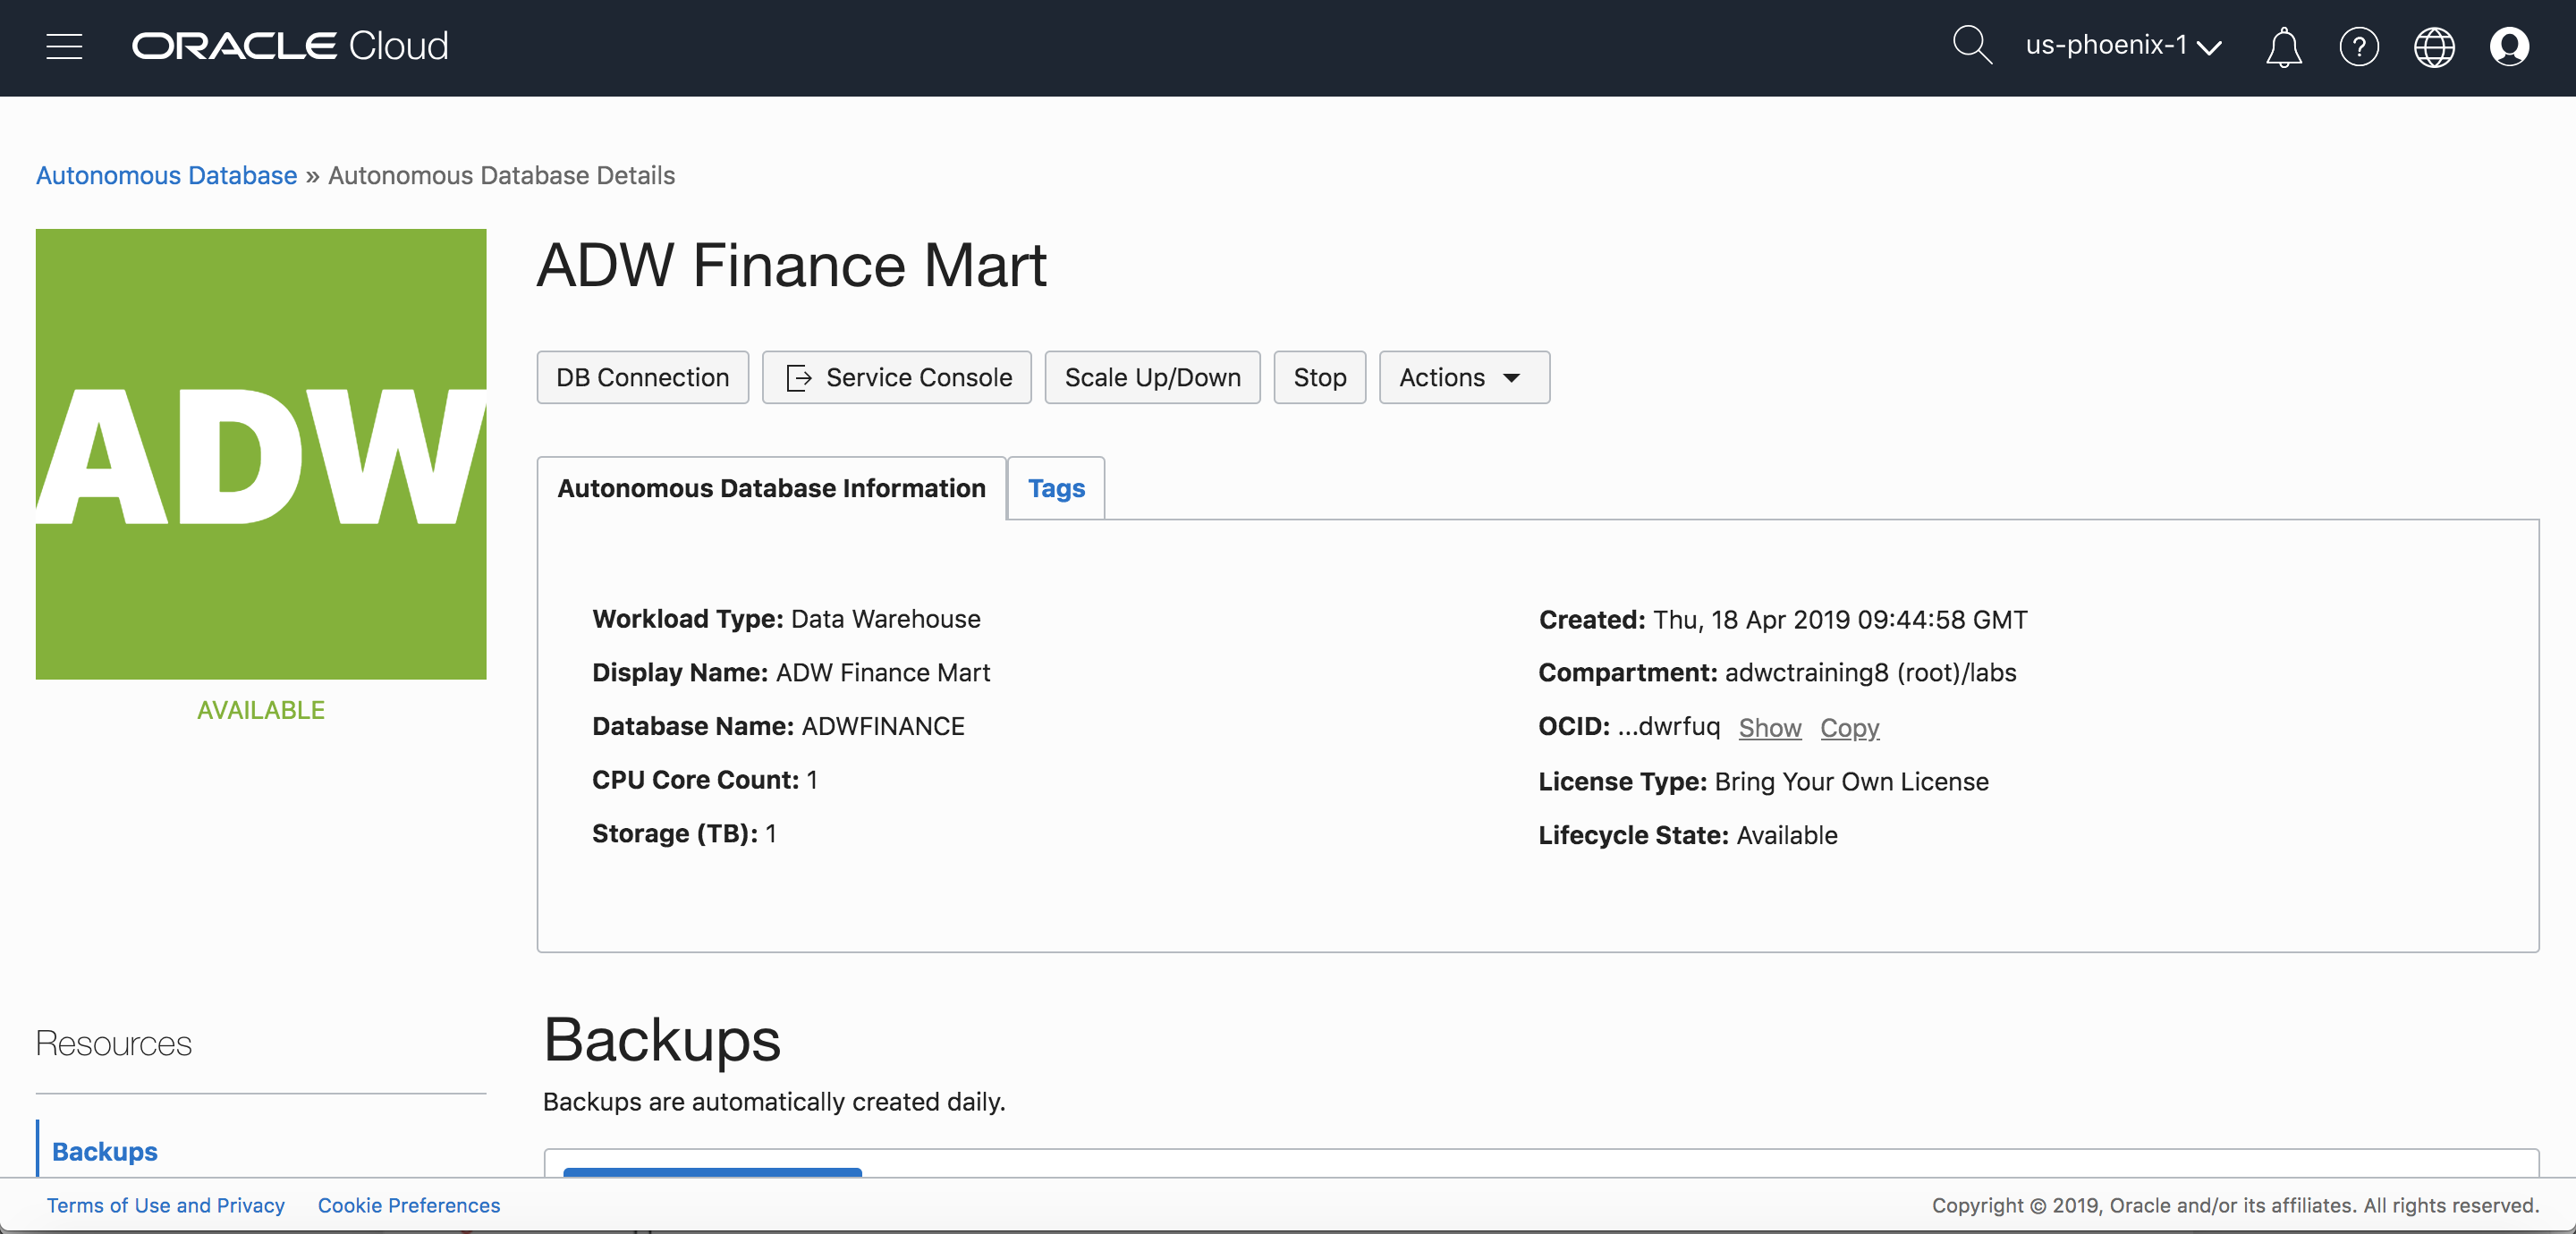 ORACLE Cloud
us-phoenix-1
Autonomous Database » Autonomous Database Details
ADW
AVAILABLE
ADW Finance Mart
DB Connection
Service Console
Scale Up/Down
Stop
Actions
Autonomous Database Information
Tags
Workload Type: Data Warehouse
Display Name: ADW Finance Mart
Database Name: ADWFINANCE
CPU Core Count: 1
Storage (TB): 1
Created: Thu, 18 Apr 2019 09:44:58 GMT
Compartment: adwctraining8 (root)/labs
OCID: ...dwrfuq Show Copy
License Type: Bring Your Own License
Lifecycle State: Available
Resources
Backups
Backups
Backups are automatically created daily.
Terms of Use and Privacy
Cookie Preferences
Copyright © 2019, Oracle and/or its affiliates. All rights reserved.